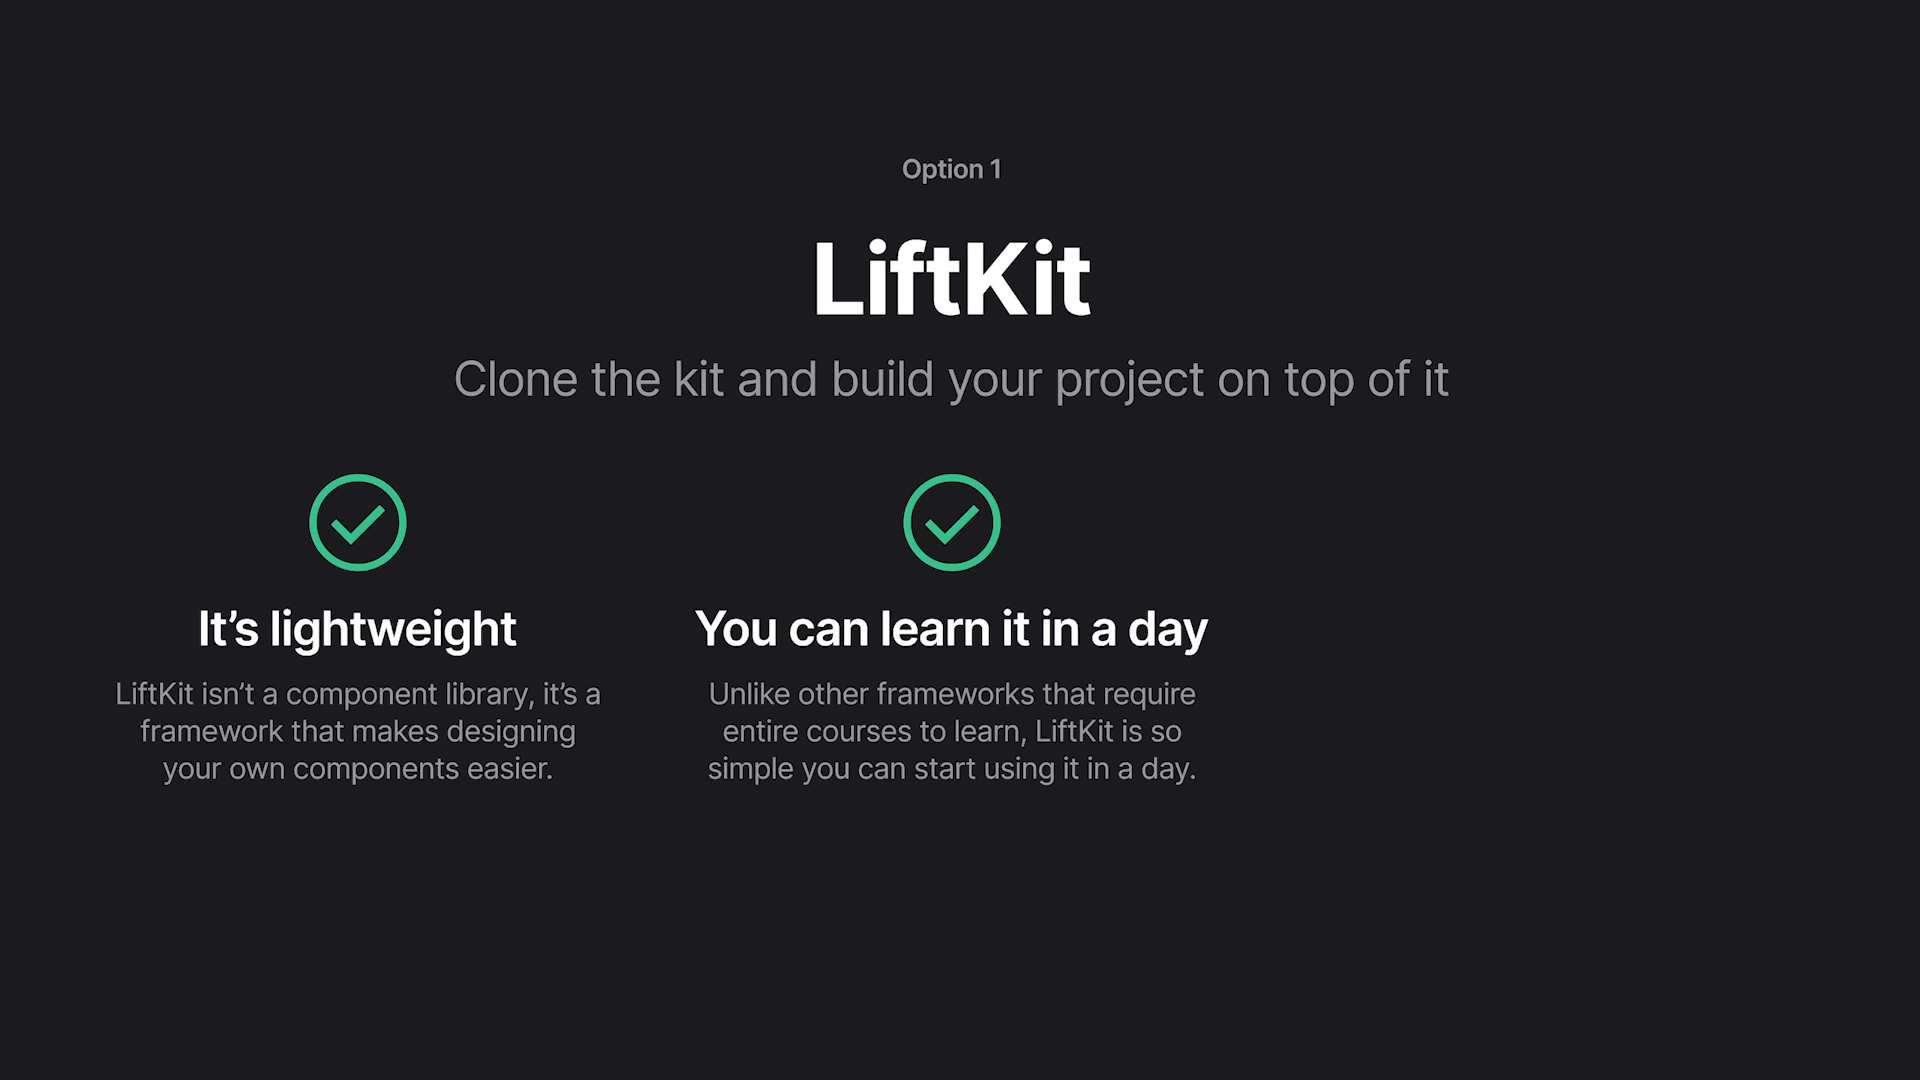 Option 1
LiftKit
Clone the kit and build your project on top of it
It’s lightweight
LiftKit isn’t a component library, it’s a
framework that makes designing
your own components easier.
You can learn it in a day
Unlike other frameworks that require
entire courses to learn, LiftKit is so
simple you can start using it in a day.